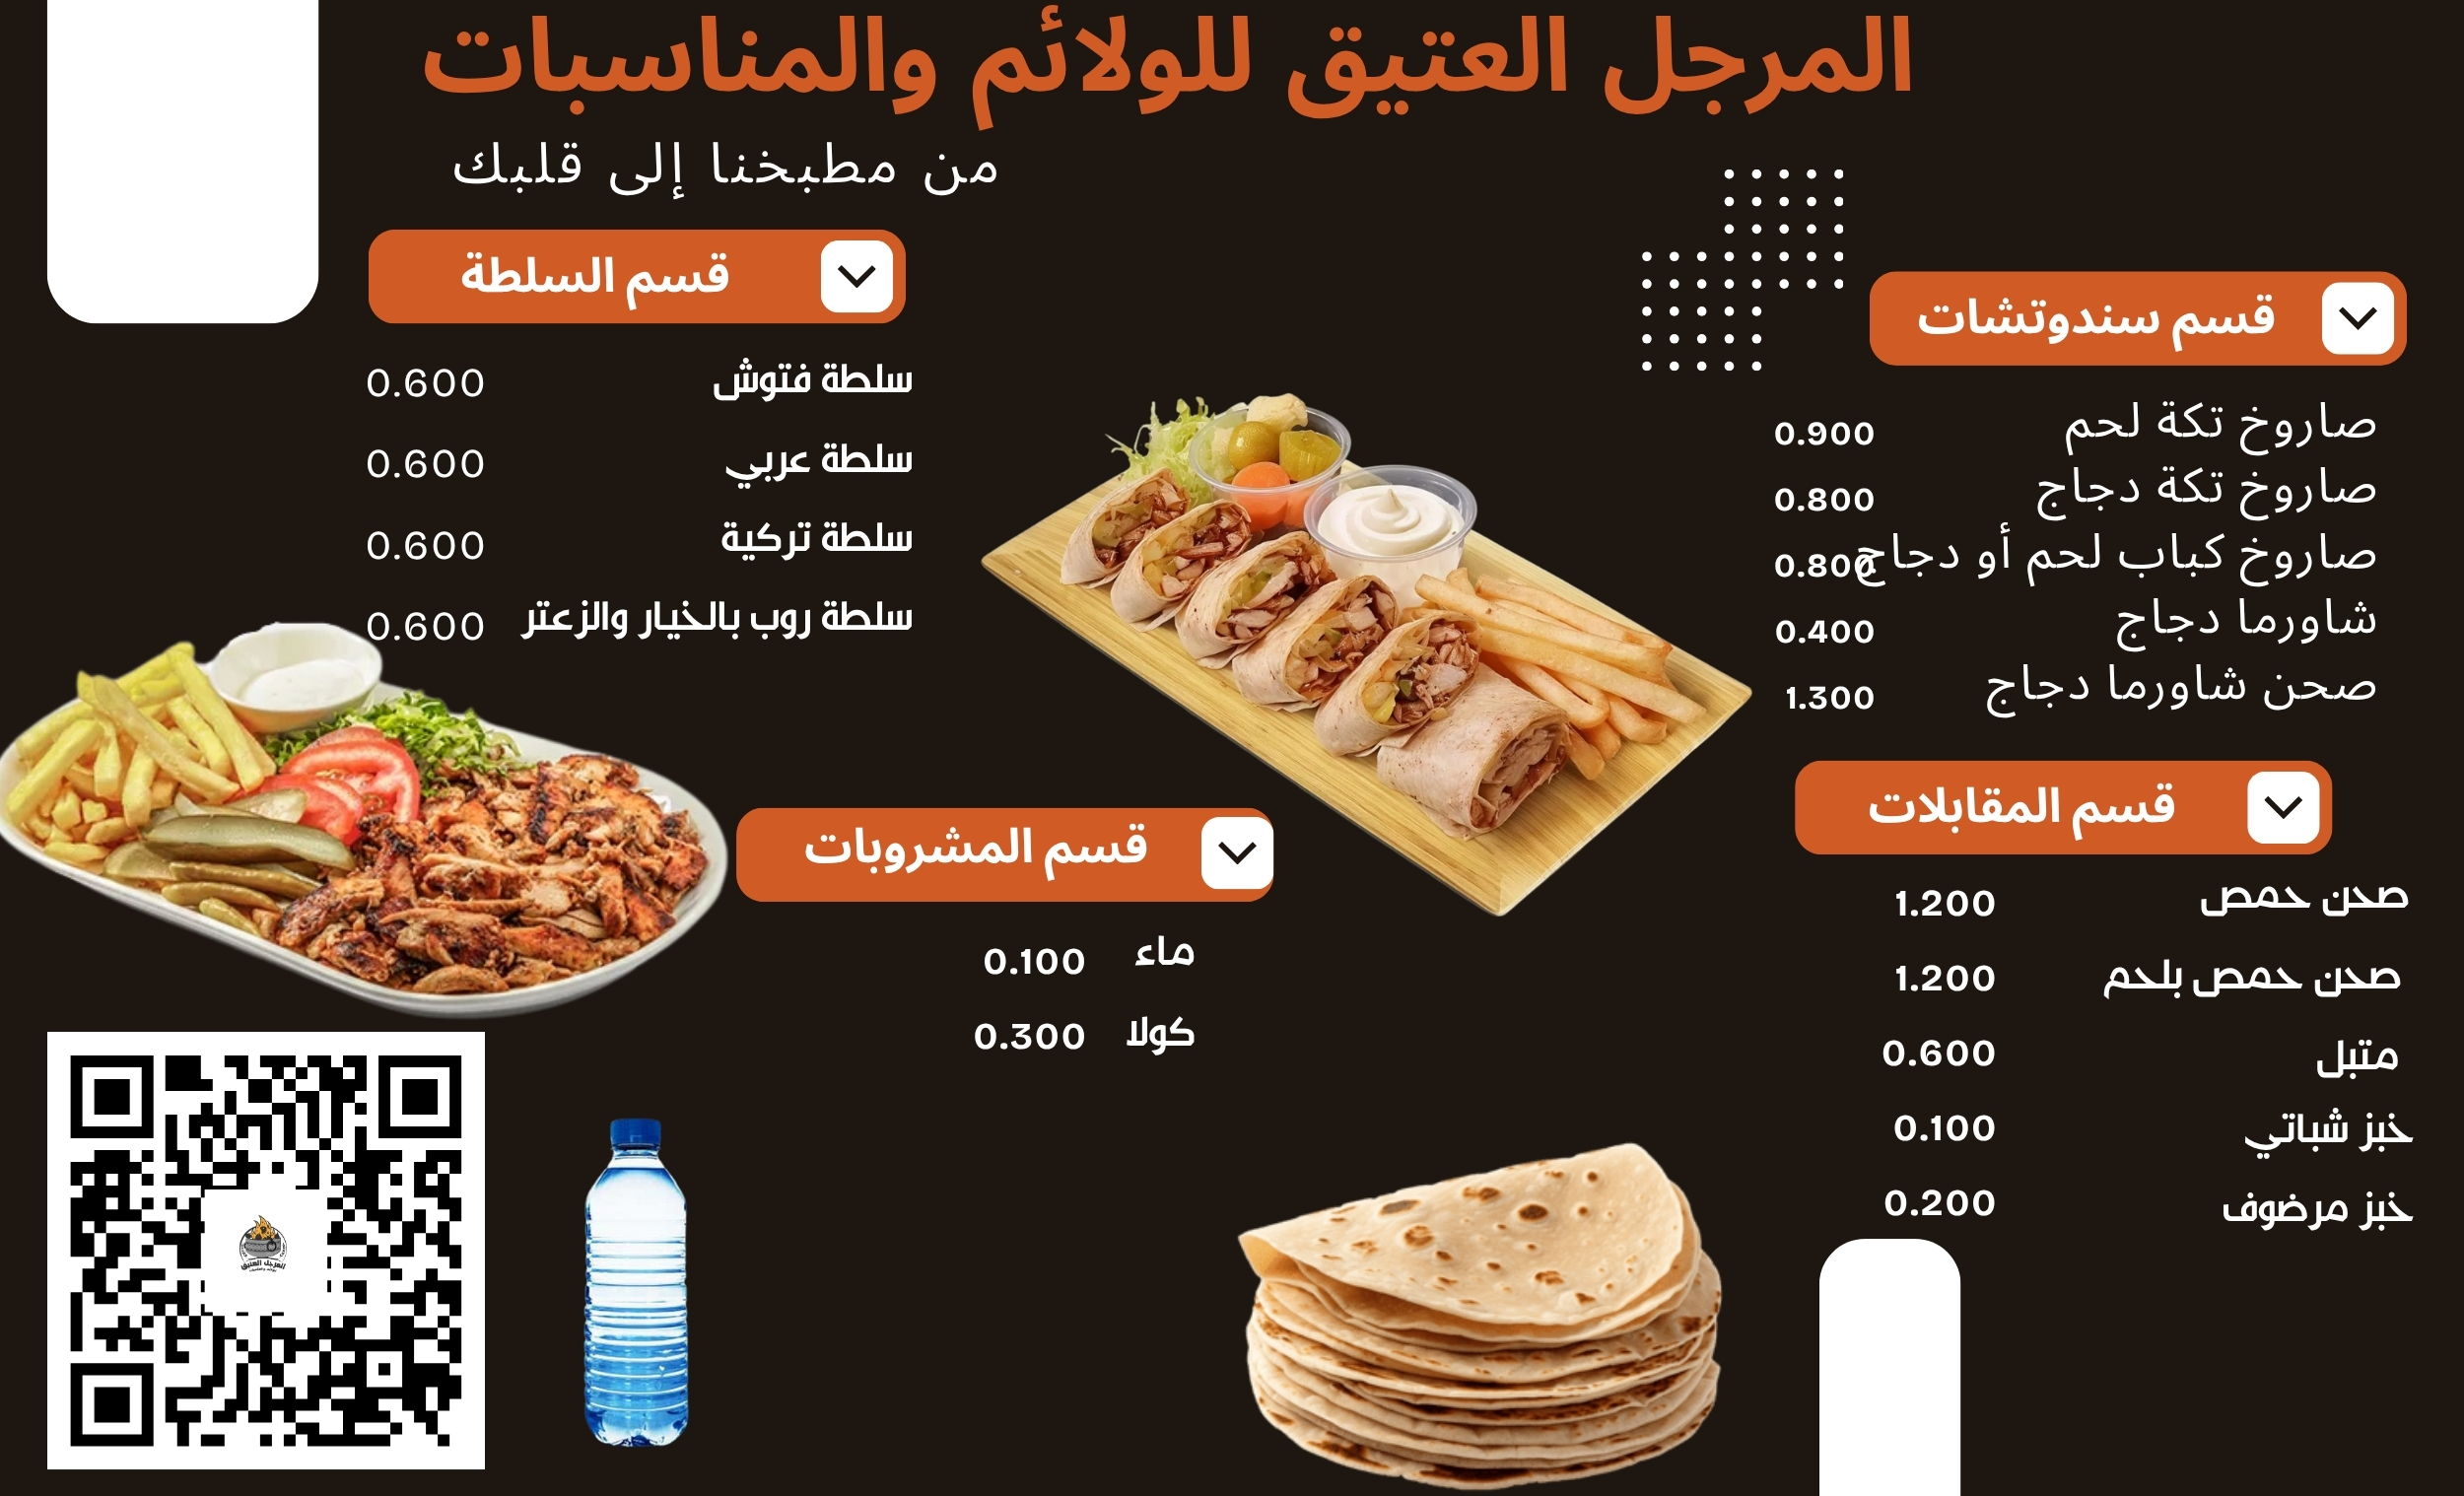 المرجل العتيق للولائم والمناسبات
من مطبخنا إلى قلبك
قسم سندوتشات
صاروخ تكة لحم 0.900
صاروخ تكة دجاج 0.800
صاروخ كباب لحم أو دجاج 0.800
شاورما دجاج 0.400
صحن شاورما دجاج 1.300
قسم السلطة
سلطة فتوش 0.600
سلطة عربي 0.600
سلطة تركية 0.600
سلطة روب بالخيار والزعتر 0.600
قسم المقابلات
صحن حمص 1.200
صحن حمص بلحم 1.200
متبل 0.600
خبز شباتي 0.100
خبز مرضوف 0.200
قسم المشروبات
ماء 0.100
كولا 0.300
المرجل العتيق